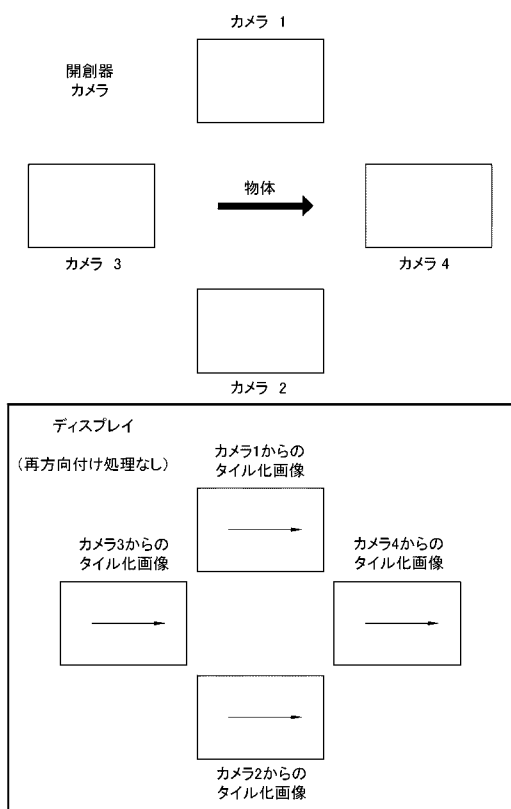 カメラ 1
開創器
カメラ
物体
カメラ 3
カメラ 4
カメラ 2
ディスプレイ
(再方向付け処理なし)
カメラ1からの
タイル化画像
カメラ3からの
タイル化画像
カメラ4からの
タイル化画像
カメラ2からの
タイル化画像